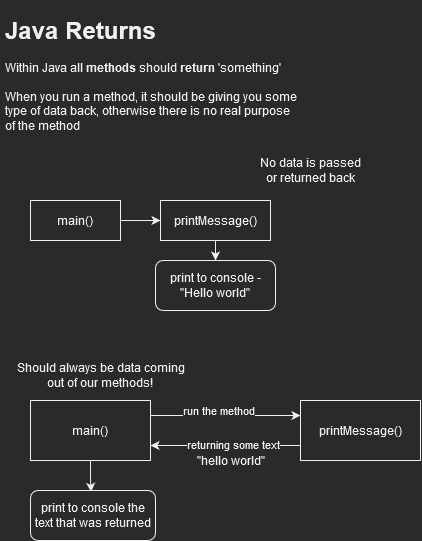 Java Returns
Within Java all methods should return 'something'
When you run a method, it should be giving you some
type of data back, otherwise there is no real purpose
of the method
No data is passed
or returned back
main()
printMessage()
print to console -
"Hello world"
Should always be data coming
out of our methods!
main()
run the method
returning some text
"hello world"
printMessage()
print to console the
text that was returned